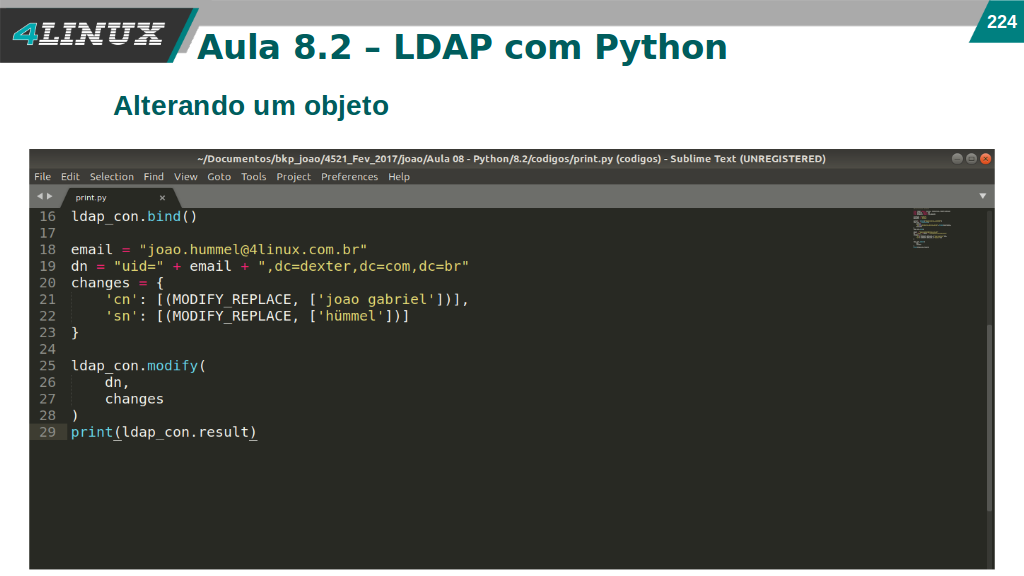 4LINUX
224
Aula 8.2 – LDAP com Python
Alterando um objeto
~/Documentos/bkp_joao/4521_Fev_2017/joao/Aula 08 - Python/8.2/codigos/print.py (codigos) - Sublime Text (UNREGISTERED)
File Edit Selection Find View Goto Tools Project Preferences Help
print.py
16 ldap_con.bind()
17
18 email = "joao.hummel@4linux.com.br"
19 dn = "uid=" + email + ",dc=dexter,dc=com,dc=br"
20 changes = {
21     'cn': [(MODIFY_REPLACE, ['joao gabriel'])],
22     'sn': [(MODIFY_REPLACE, ['hümmel'])]
23 }
24
25 ldap_con.modify(
26     dn,
27     changes
28 )
29 print(ldap_con.result)